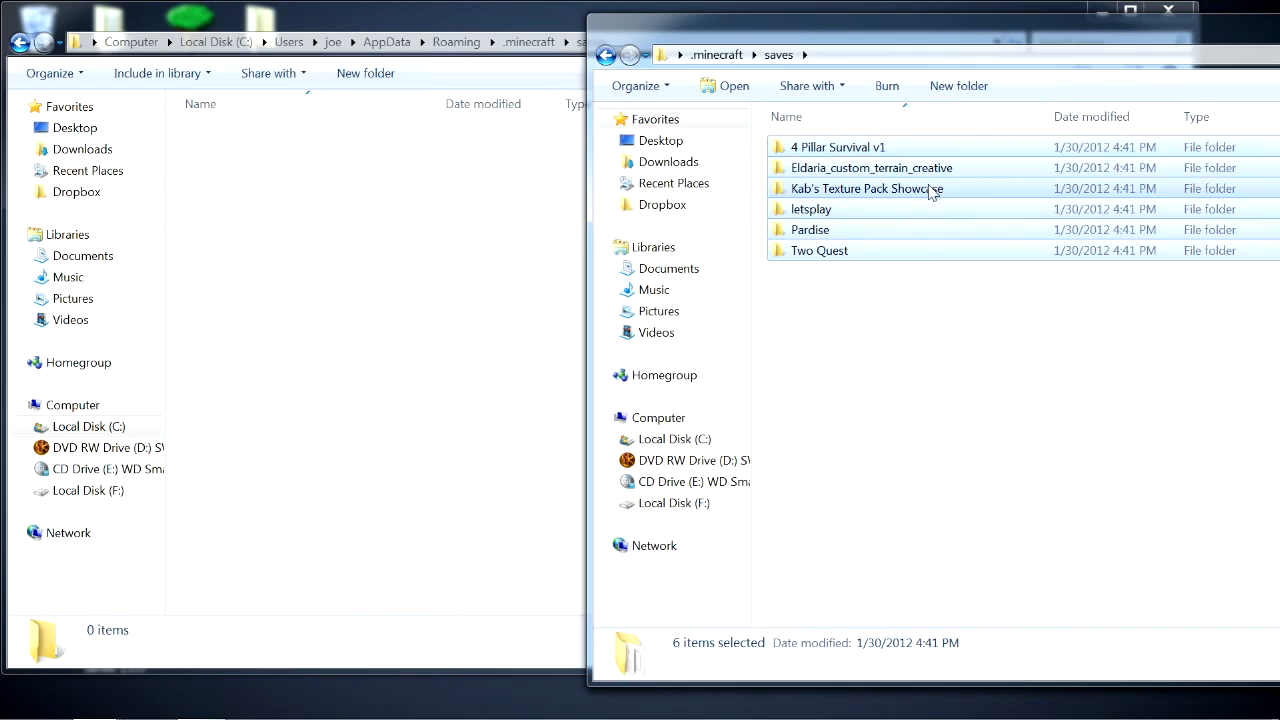 Computer Local Disk (C:) Users joe AppData Roaming .minecraft sa
Organize Include in library Share with New folder
Name Date modified Typ
Favorites
Desktop
Downloads
Recent Places
Dropbox
Libraries
Documents
Music
Pictures
Videos
Homegroup
Computer
Local Disk (C:)
DVD RW Drive (D:) SV
CD Drive (E:) WD Sma
Local Disk (F:)
Network
0 items
.minecraft saves
Organize Open Share with Burn New folder
Name Date modified Type
Favorites
Desktop
Downloads
Recent Places
Dropbox
Libraries
Documents
Music
Pictures
Videos
Homegroup
Computer
Local Disk (C:)
DVD RW Drive (D:) SV
CD Drive (E:) WD Sma
Local Disk (F:)
Network
4 Pillar Survival v1 1/30/2012 4:41 PM File folder
Eldaria_custom_terrain_creative 1/30/2012 4:41 PM File folder
Kab's Texture Pack Showcase 1/30/2012 4:41 PM File folder
letsplay 1/30/2012 4:41 PM File folder
Pardise 1/30/2012 4:41 PM File folder
Two Quest 1/30/2012 4:41 PM File folder
6 items selected Date modified: 1/30/2012 4:41 PM